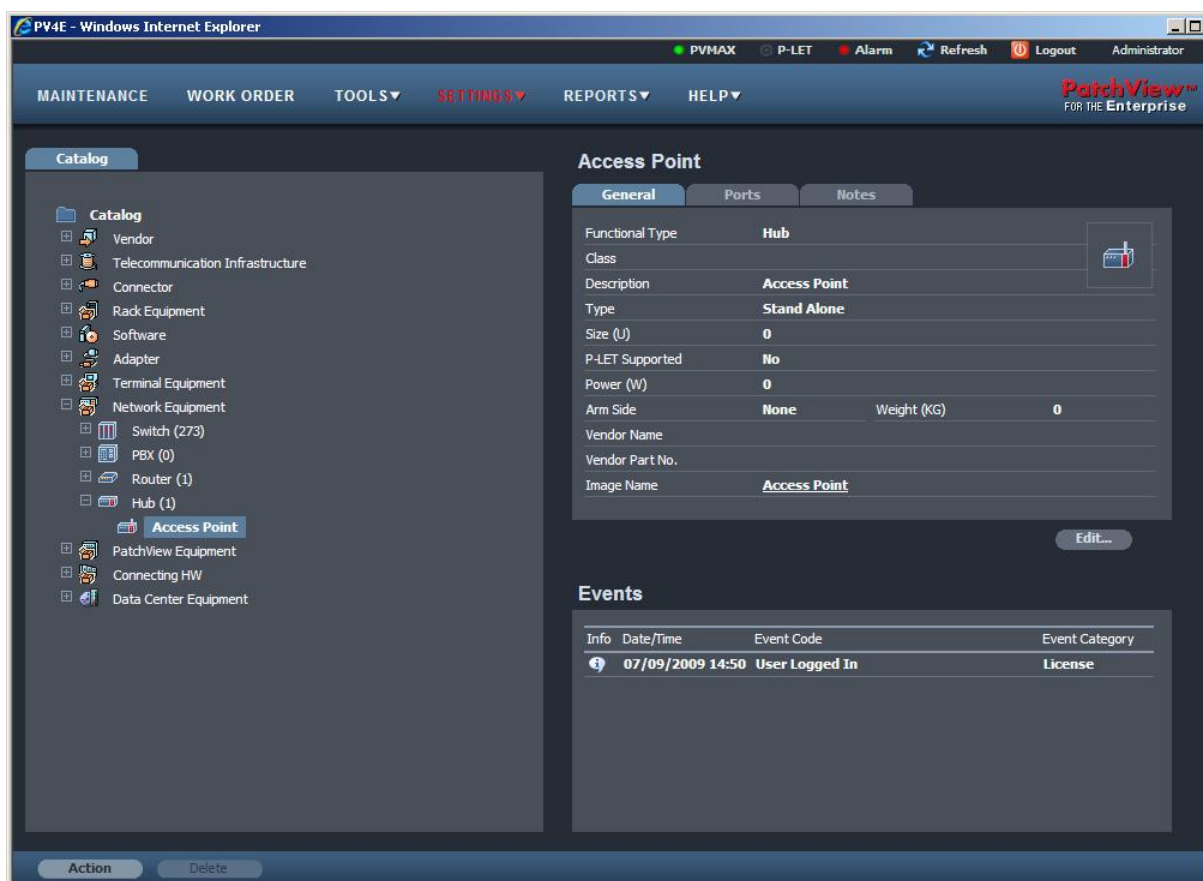 PV4E - Windows Internet Explorer
PVMAX P-LET Alarm Refresh Logout Administrator
MAINTENANCE WORK ORDER TOOLS▼ SETTINGS▼ REPORTS▼ HELP▼
PatchView™
FOR THE Enterprise
Catalog
Catalog
Vendor
Telecommunication Infrastructure
Connector
Rack Equipment
Software
Adapter
Terminal Equipment
Network Equipment
Switch (273)
PBX (0)
Router (1)
Hub (1)
Access Point
PatchView Equipment
Connecting HW
Data Center Equipment
Access Point
General Ports Notes
Functional Type Hub
Class
Description Access Point
Type Stand Alone
Size (U) 0
P-LET Supported No
Power (W) 0
Arm Side None Weight (KG) 0
Vendor Name
Vendor Part No.
Image Name Access Point
Edit...
Events
Info Date/Time Event Code Event Category
07/09/2009 14:50 User Logged In License
Action Delete